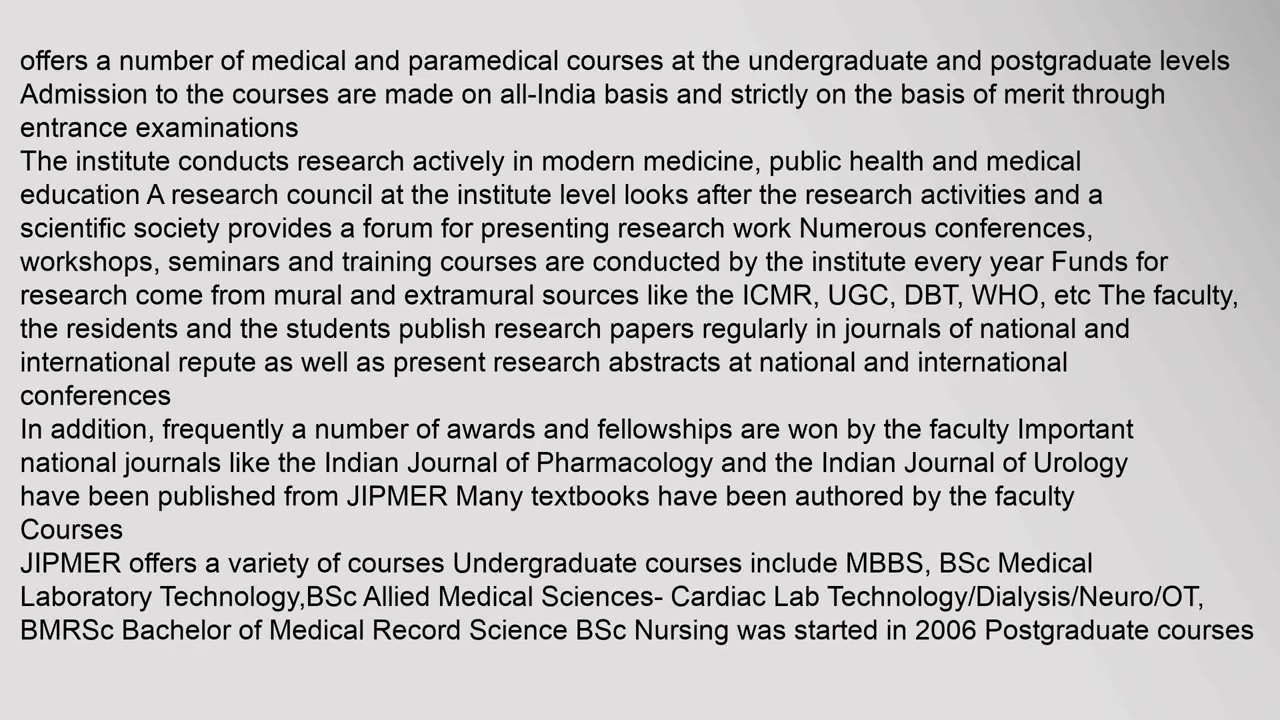 offers a number of medical and paramedical courses at the undergraduate and postgraduate levels
Admission to the courses are made on all-India basis and strictly on the basis of merit through
entrance examinations
The institute conducts research actively in modern medicine, public health and medical
education A research council at the institute level looks after the research activities and a
scientific society provides a forum for presenting research work Numerous conferences,
workshops, seminars and training courses are conducted by the institute every year Funds for
research come from mural and extramural sources like the ICMR, UGC, DBT, WHO, etc The faculty,
the residents and the students publish research papers regularly in journals of national and
international repute as well as present research abstracts at national and international
conferences
In addition, frequently a number of awards and fellowships are won by the faculty Important
national journals like the Indian Journal of Pharmacology and the Indian Journal of Urology
have been published from JIPMER Many textbooks have been authored by the faculty
Courses
JIPMER offers a variety of courses Undergraduate courses include MBBS, BSc Medical
Laboratory Technology,BSc Allied Medical Sciences- Cardiac Lab Technology/Dialysis/Neuro/OT,
BMRSc Bachelor of Medical Record Science BSc Nursing was started in 2006 Postgraduate courses